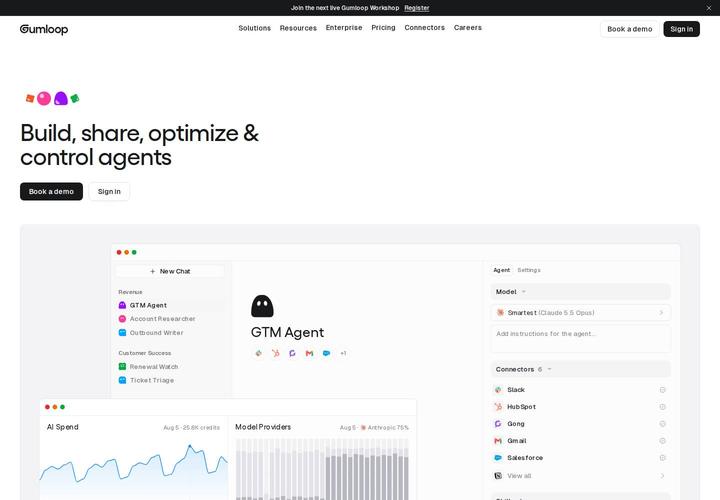 Join the next live Gumloop Workshop Register
Gumloop
Solutions Resources Enterprise Pricing Connectors Careers
Book a demo Sign in
Build, share, optimize &
control agents
Book a demo Sign in
+ New Chat
Revenue
GTM Agent
Account Researcher
Outbound Writer
Customer Success
Renewal Watch
Ticket Triage
GTM Agent
+1
Agent Settings
Model
Smartest (Claude 5.5 Opus)
Add instructions for the agent...
Connectors 6
Slack
HubSpot
Gong
Gmail
Salesforce
View all
AI Spend Aug 5 · 25.8K credits
Model Providers Aug 5 · Anthropic 75%